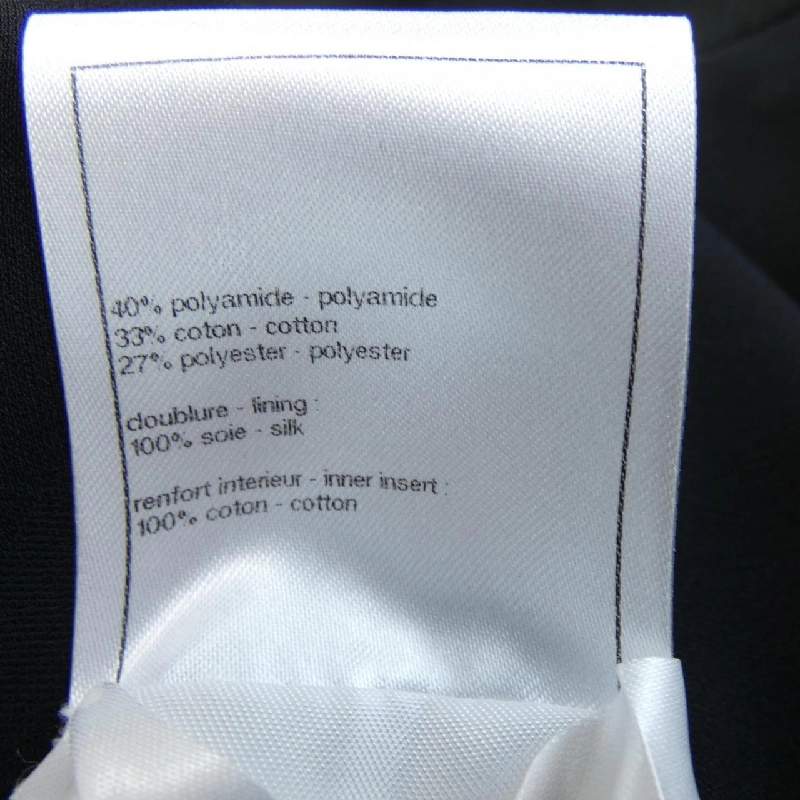 40% polyamide - polyamide
33% coton - cotton
27% polyester - polyester
doublure - lining :
100% soie - silk
renfort interieur - inner insert :
100% coton - cotton